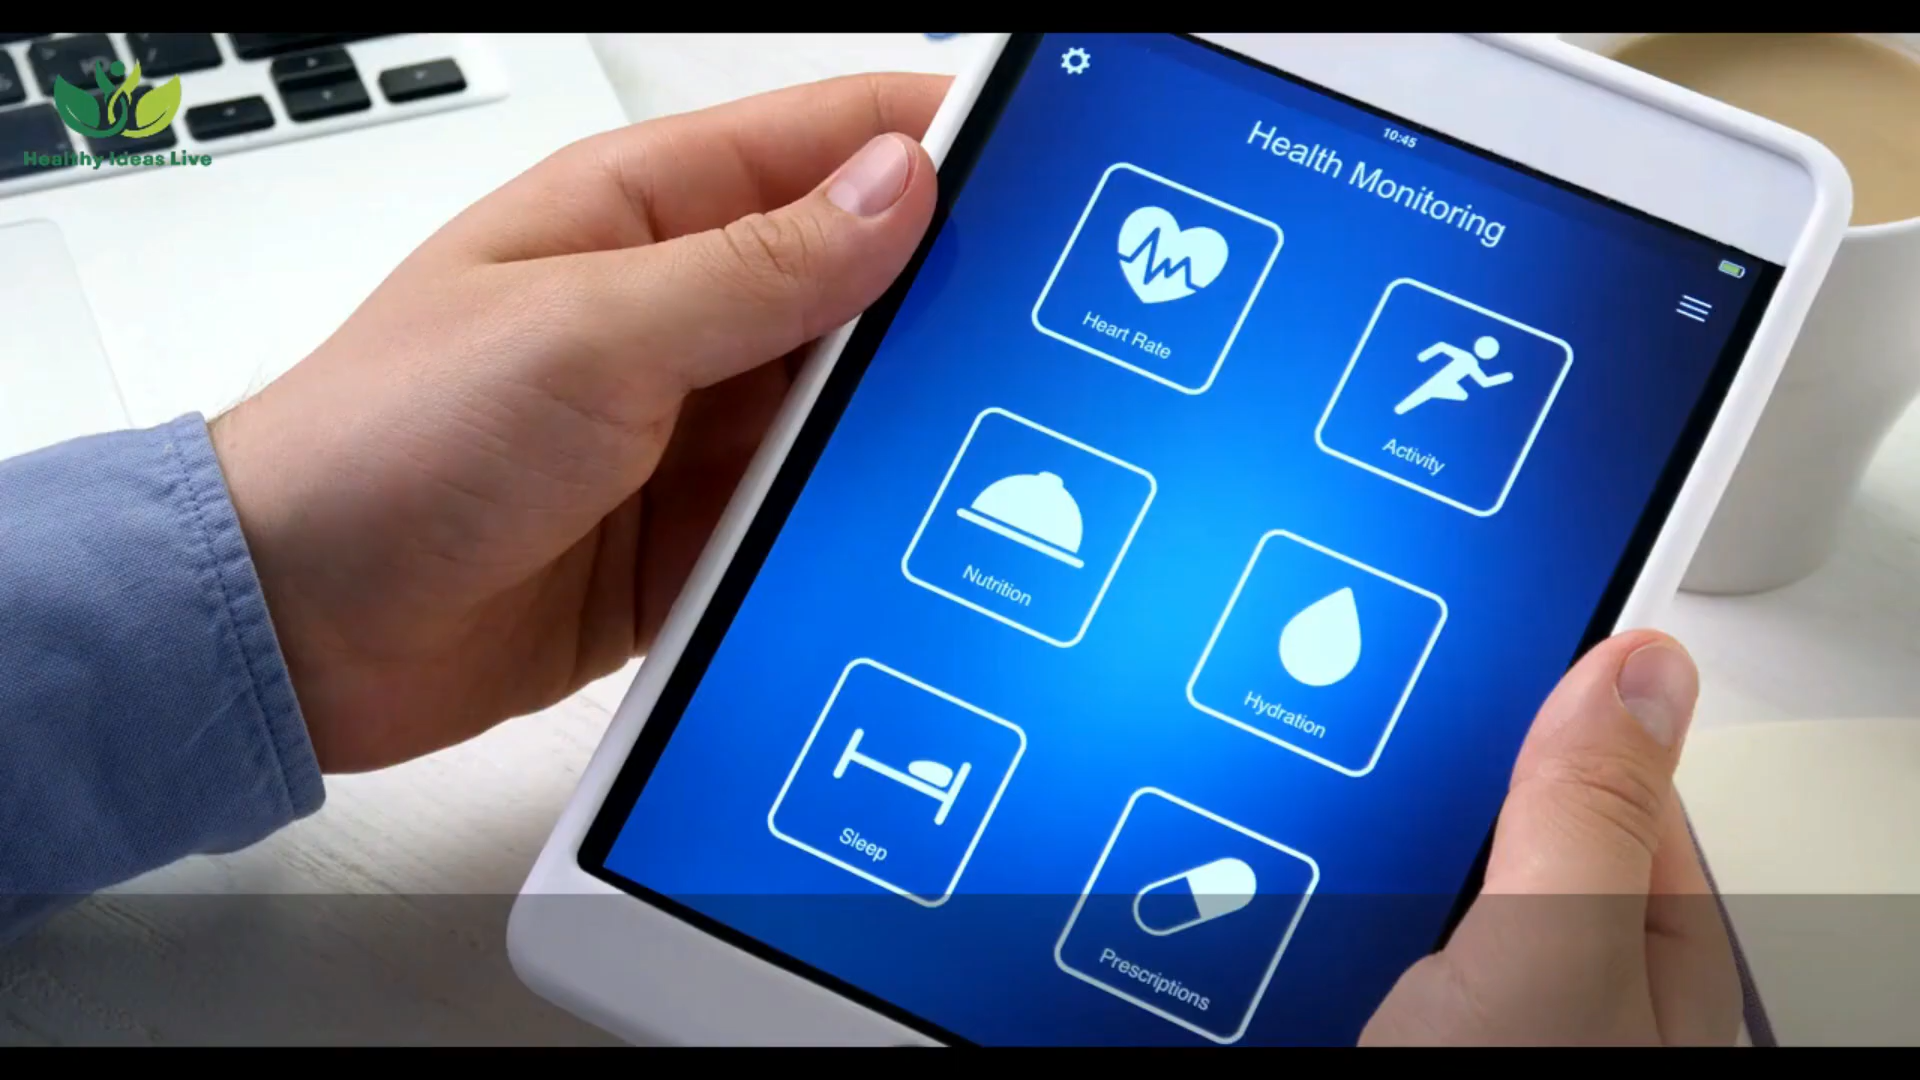 Healthy Ideas Live
10:45
Health Monitoring
Heart Rate
Activity
Nutrition
Hydration
Sleep
Prescriptions